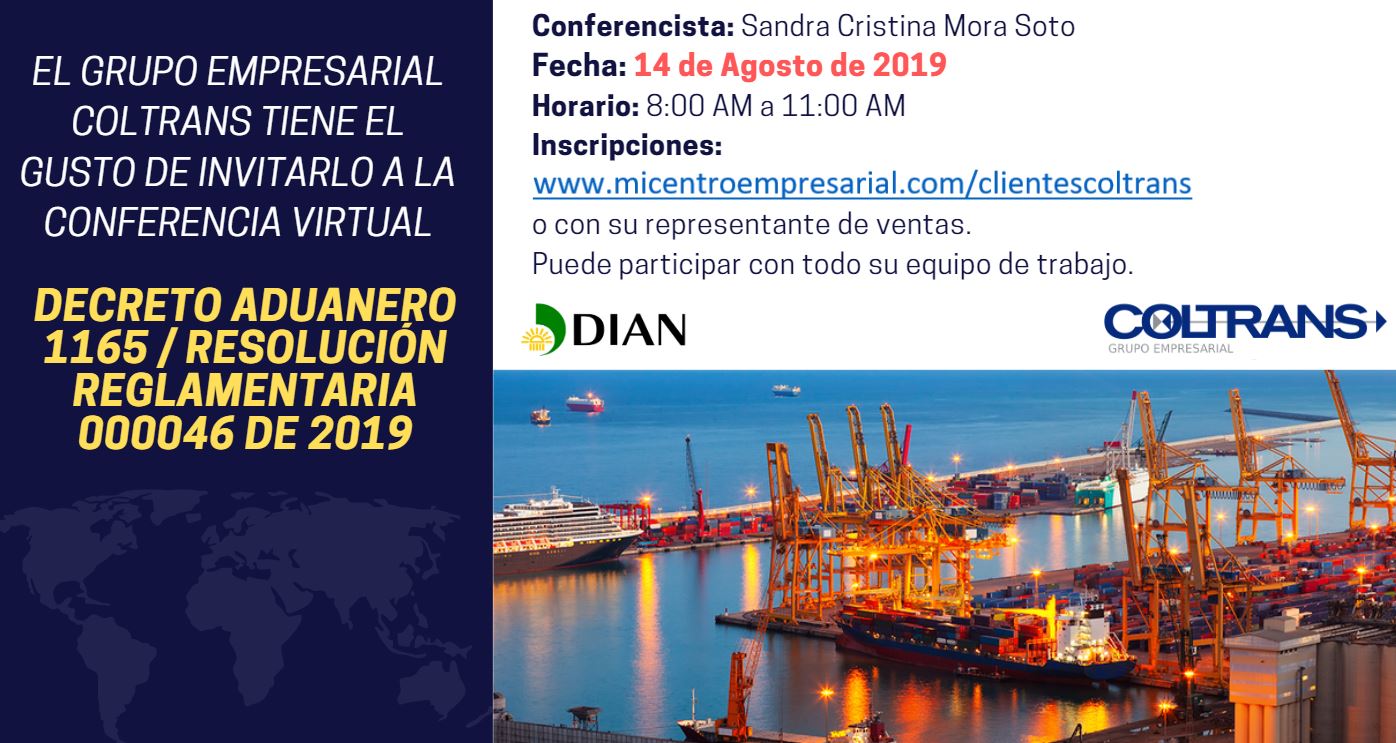 EL GRUPO EMPRESARIAL
COLTRANS TIENE EL
GUSTO DE INVITARLO A LA
CONFERENCIA VIRTUAL
DECRETO ADUANERO
1165 / RESOLUCIÓN
REGLAMENTARIA
000046 DE 2019
Conferencista: Sandra Cristina Mora Soto
Fecha: 14 de Agosto de 2019
Horario: 8:00 AM a 11:00 AM
Inscripciones:
www.micentroempresarial.com/clientescoltrans
o con su representante de ventas.
Puede participar con todo su equipo de trabajo.
DIAN
COLTRANS
GRUPO EMPRESARIAL